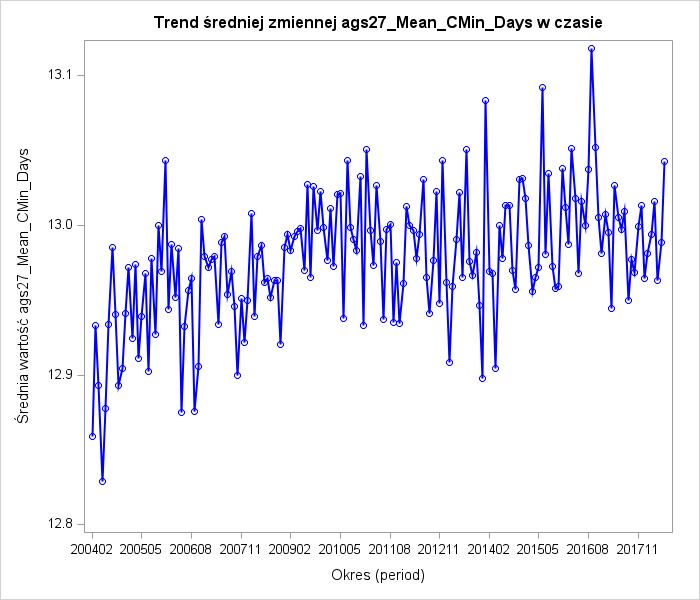 Trend średniej zmiennej ags27_Mean_CMin_Days w czasie
Średnia wartość ags27_Mean_CMin_Days
13.1
13.0
12.9
12.8
200402 200505 200608 200711 200902 201005 201108 201211 201402 201505 201608 201711
Okres (period)